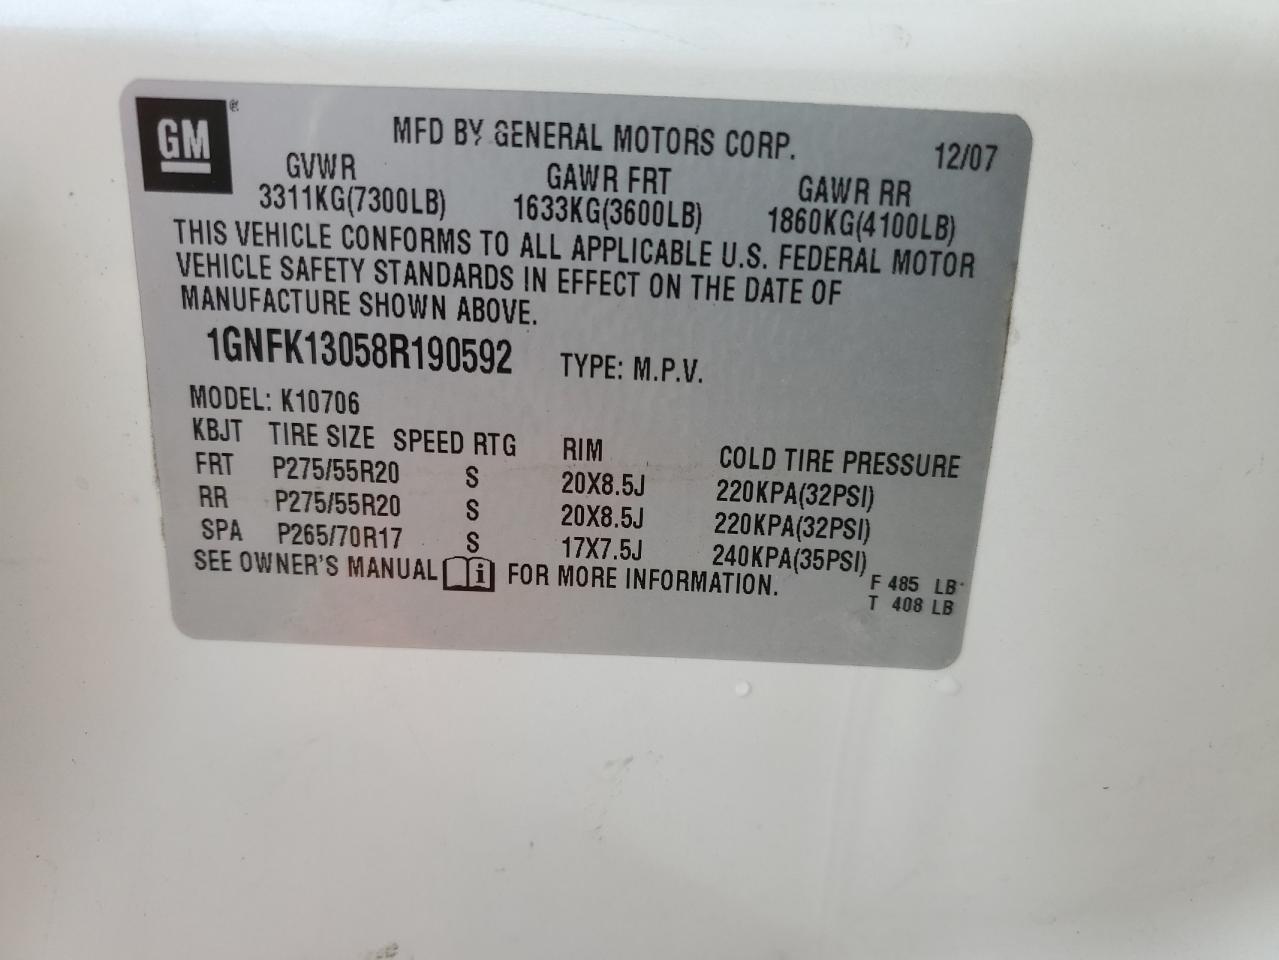 GM ®
MFD BY GENERAL MOTORS CORP. 12/07
GVWR GAWR FRT GAWR RR
3311KG(7300LB) 1633KG(3600LB) 1860KG(4100LB)
THIS VEHICLE CONFORMS TO ALL APPLICABLE U.S. FEDERAL MOTOR
VEHICLE SAFETY STANDARDS IN EFFECT ON THE DATE OF
MANUFACTURE SHOWN ABOVE.
1GNFK13058R190592 TYPE: M.P.V.
MODEL: K10706
KBJT TIRE SIZE SPEED RTG RIM COLD TIRE PRESSURE
FRT P275/55R20 S 20X8.5J 220KPA(32PSI)
RR P275/55R20 S 20X8.5J 220KPA(32PSI)
SPA P265/70R17 S 17X7.5J 240KPA(35PSI)
SEE OWNER'S MANUAL i FOR MORE INFORMATION.
F 485 LB
T 408 LB